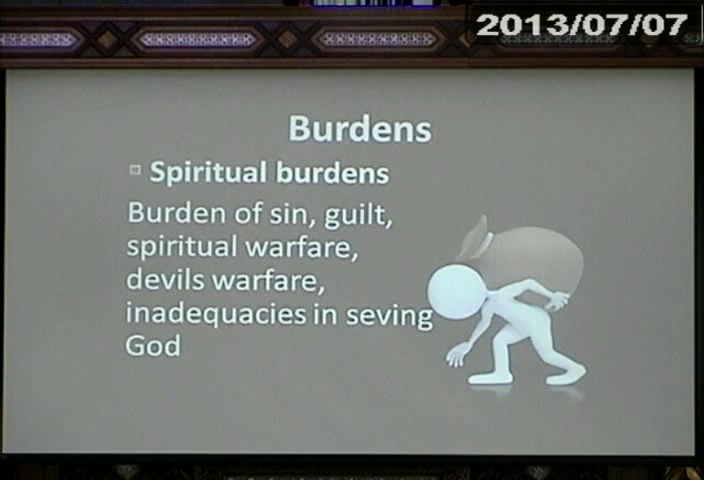 2013/07/07
Burdens
Spiritual burdens
Burden of sin, guilt,
spiritual warfare,
devils warfare,
inadequacies in seving
God